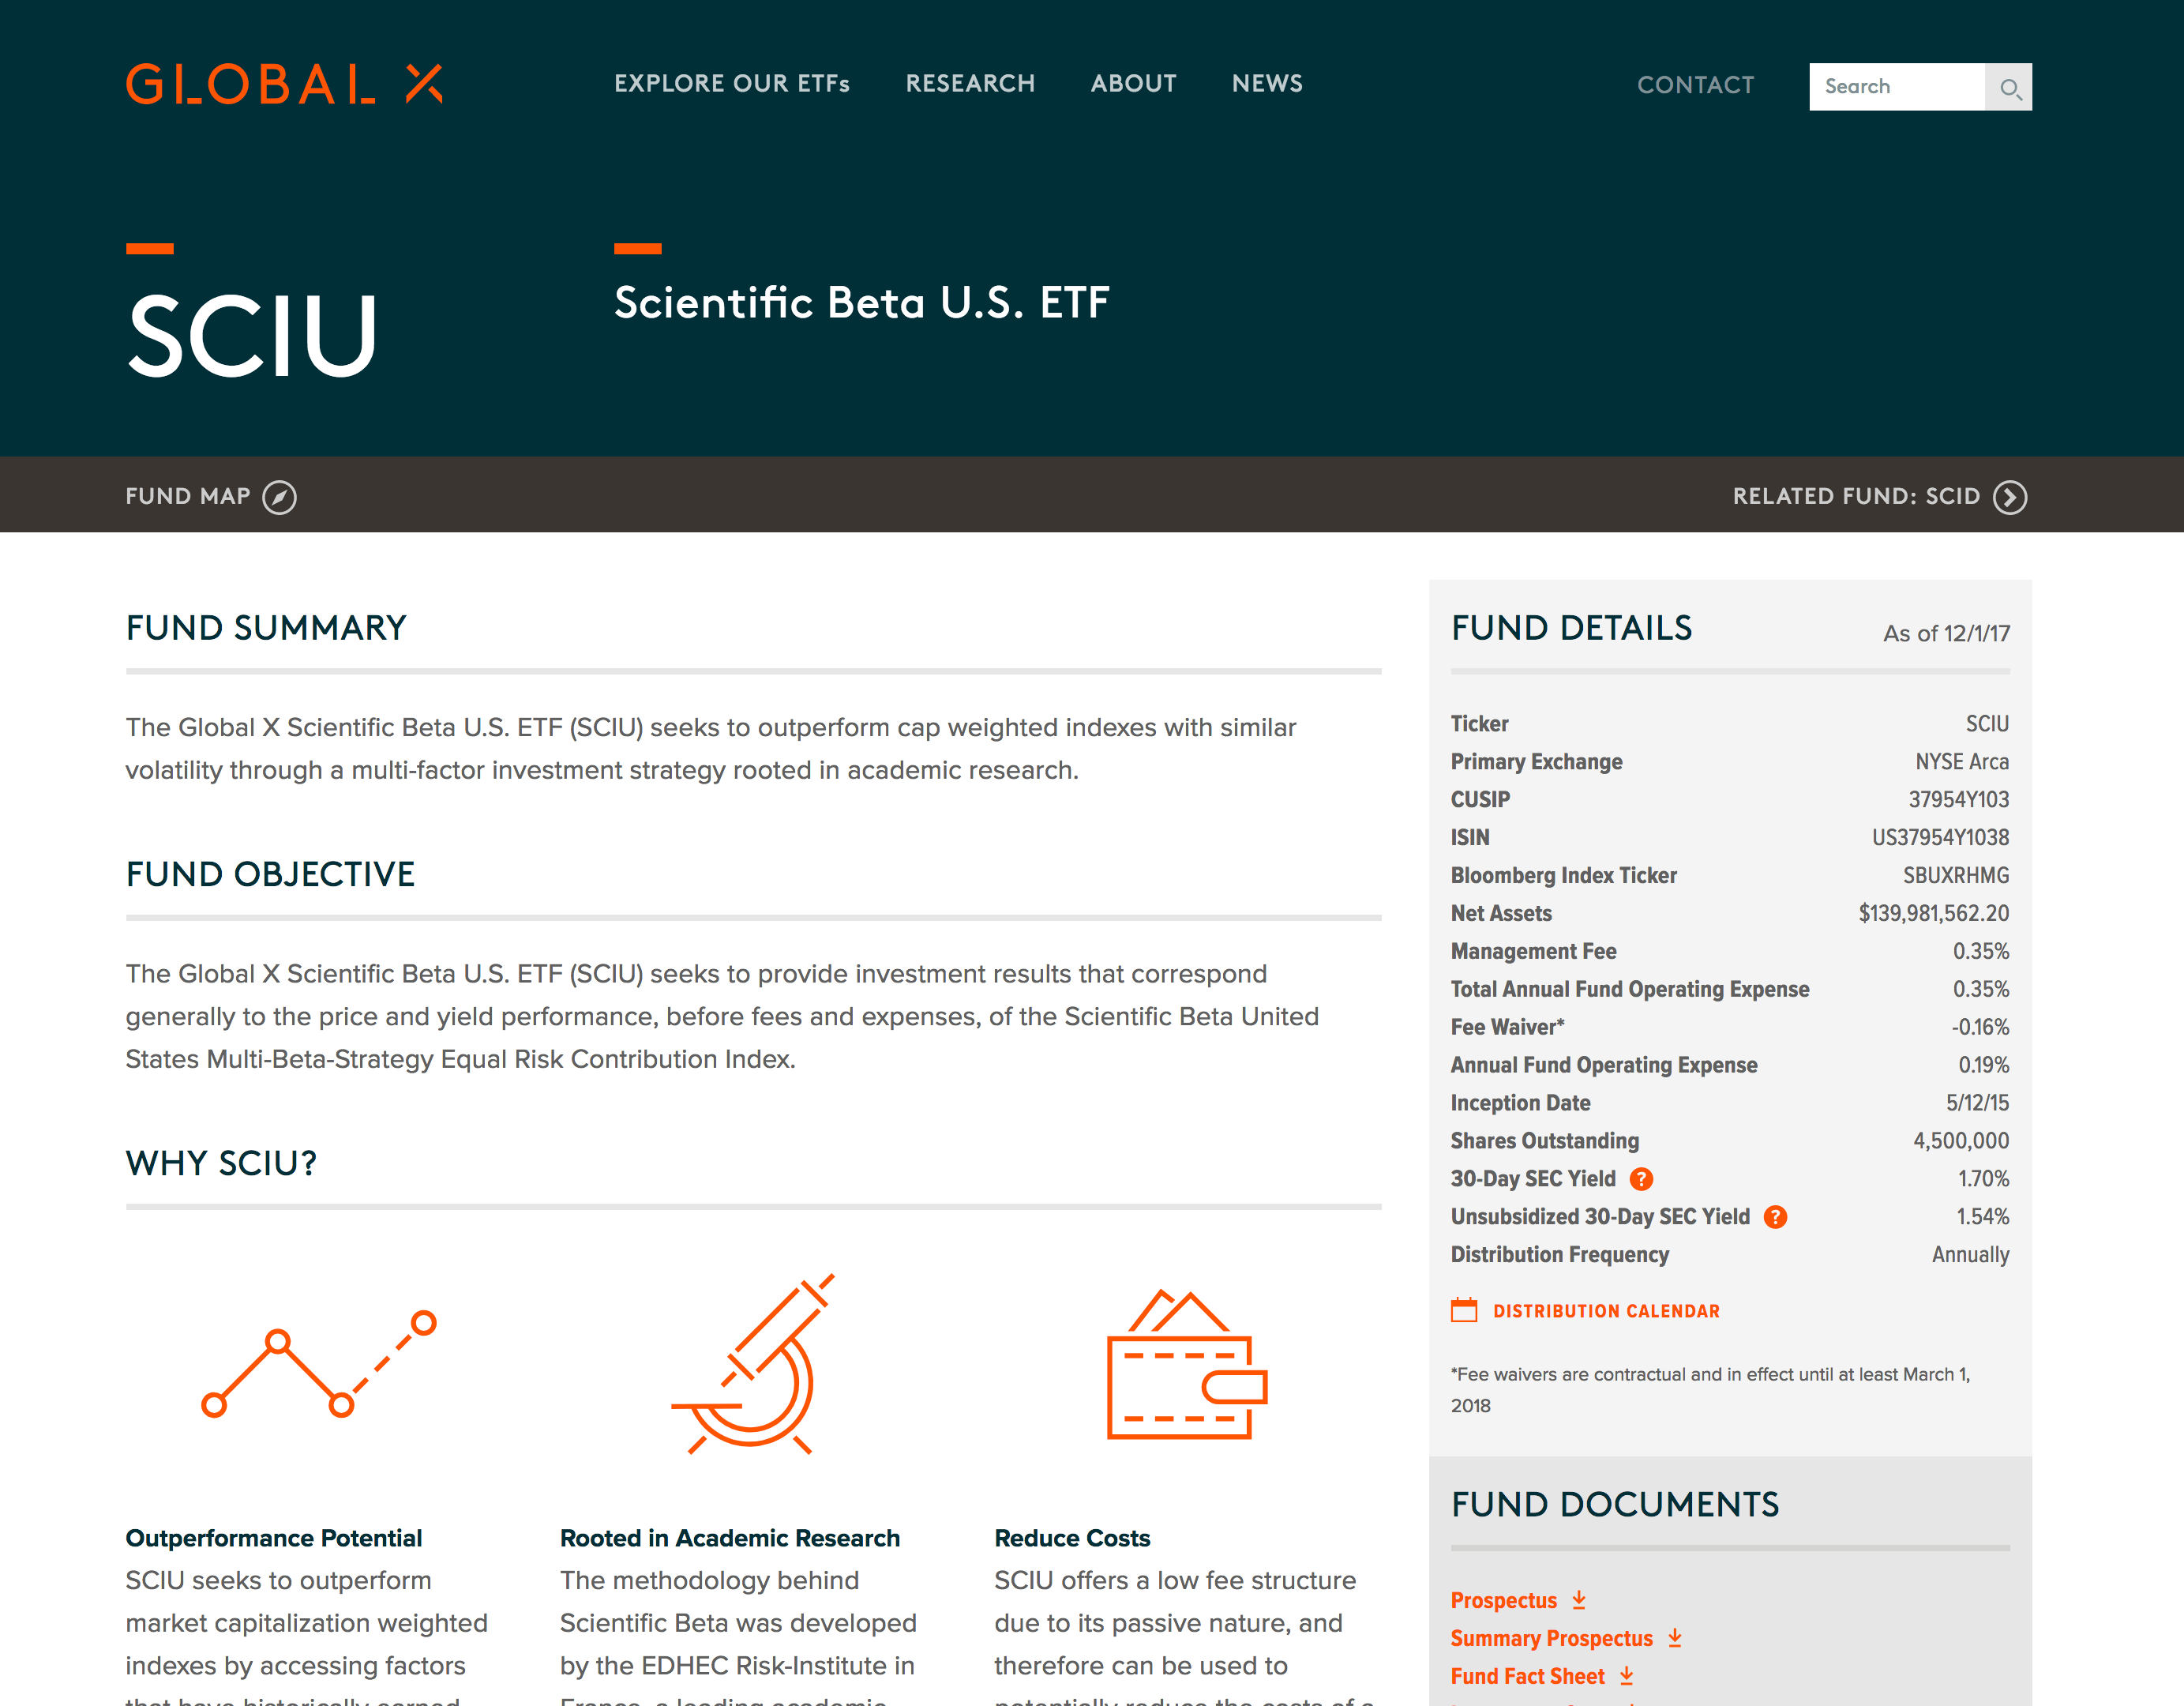 GLOBAL X
EXPLORE OUR ETFs
RESEARCH
ABOUT
NEWS
CONTACT
Search
SCIU
Scientific Beta U.S. ETF
FUND MAP
RELATED FUND: SCID
FUND SUMMARY
The Global X Scientific Beta U.S. ETF (SCIU) seeks to outperform cap weighted indexes with similar
volatility through a multi-factor investment strategy rooted in academic research.
FUND OBJECTIVE
The Global X Scientific Beta U.S. ETF (SCIU) seeks to provide investment results that correspond
generally to the price and yield performance, before fees and expenses, of the Scientific Beta United
States Multi-Beta-Strategy Equal Risk Contribution Index.
WHY SCIU?
Outperformance Potential
SCIU seeks to outperform
market capitalization weighted
indexes by accessing factors
that have historically earned
Rooted in Academic Research
The methodology behind
Scientific Beta was developed
by the EDHEC Risk-Institute in
France, a leading academic
Reduce Costs
SCIU offers a low fee structure
due to its passive nature, and
therefore can be used to
potentially reduce the costs of a
FUND DETAILS
As of 12/1/17
Ticker SCIU
Primary Exchange NYSE Arca
CUSIP 37954Y103
ISIN US37954Y1038
Bloomberg Index Ticker SBUXRHMG
Net Assets $139,981,562.20
Management Fee 0.35%
Total Annual Fund Operating Expense 0.35%
Fee Waiver* -0.16%
Annual Fund Operating Expense 0.19%
Inception Date 5/12/15
Shares Outstanding 4,500,000
30-Day SEC Yield ? 1.70%
Unsubsidized 30-Day SEC Yield ? 1.54%
Distribution Frequency Annually
DISTRIBUTION CALENDAR
*Fee waivers are contractual and in effect until at least March 1,
2018
FUND DOCUMENTS
Prospectus
Summary Prospectus
Fund Fact Sheet